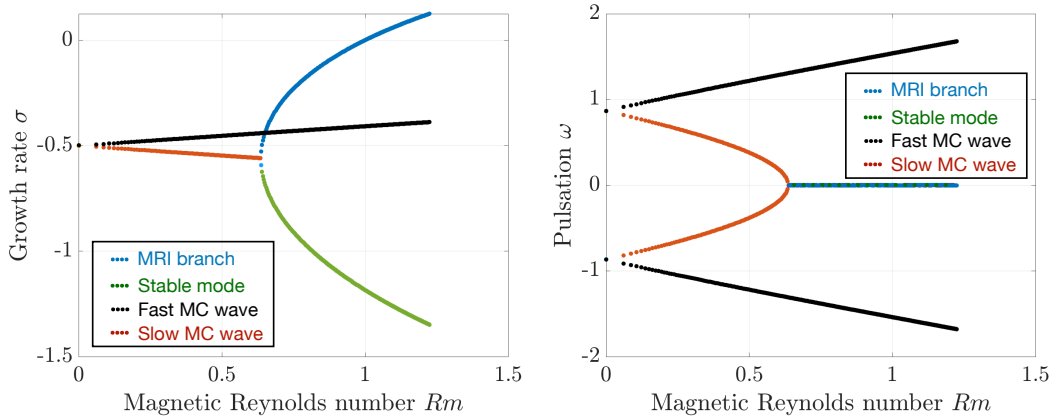 0
-0.5
-1
-1.5
0
0.5
1
1.5
Growth rate σ
Magnetic Reynolds number Rm
MRI branch
Stable mode
Fast MC wave
Slow MC wave
2
1
0
-1
-2
0
0.5
1
1.5
Pulsation ω
Magnetic Reynolds number Rm
MRI branch
Stable mode
Fast MC wave
Slow MC wave